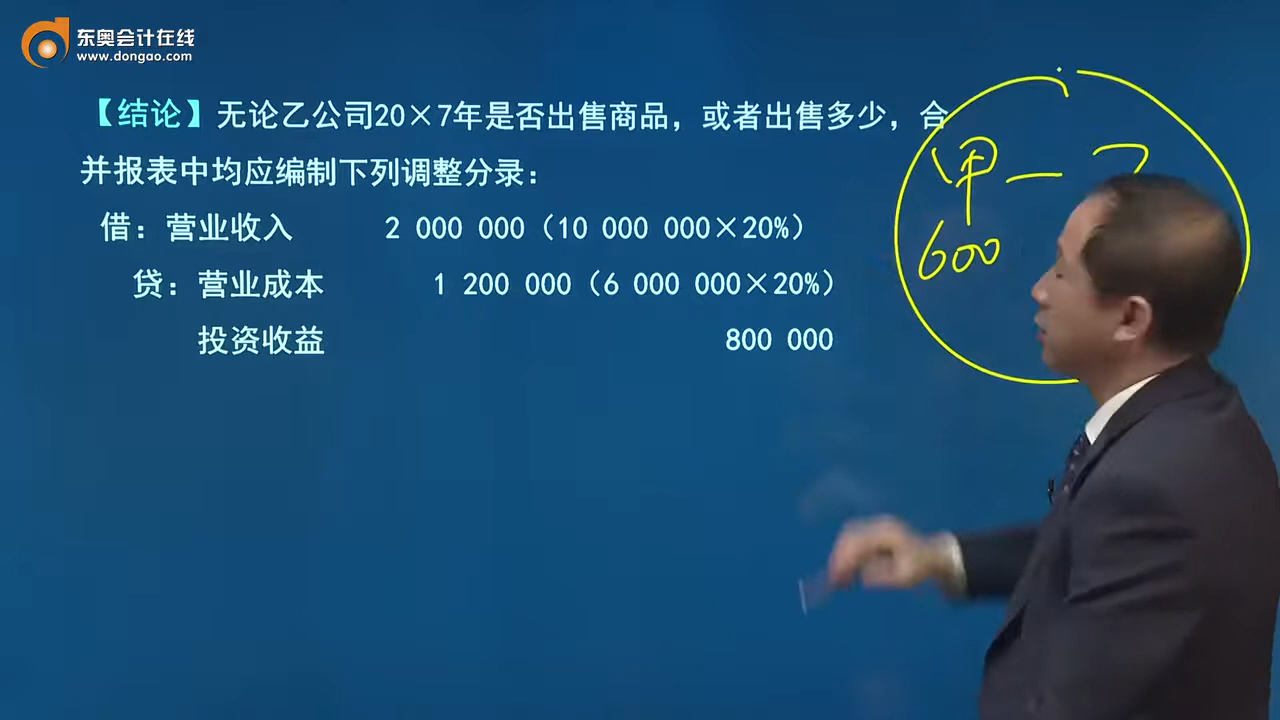 东奥会计在线
www.dongao.com
【结论】无论乙公司20×7年是否出售商品，或者出售多少，合
并报表中均应编制下列调整分录：
借：营业收入 2 000 000（10 000 000×20%）
贷：营业成本 1 200 000（6 000 000×20%）
投资收益 800 000
甲一
600